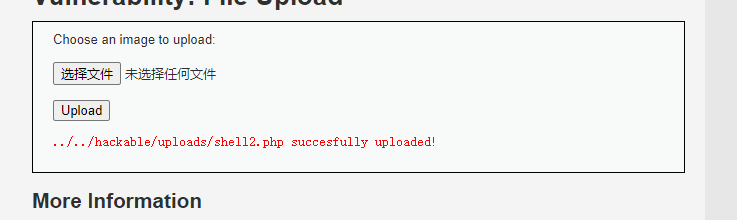 Vulnerability: File Upload
Choose an image to upload:
选择文件 未选择任何文件
Upload
../../hackable/uploads/shell2.php succesfully uploaded!
More Information